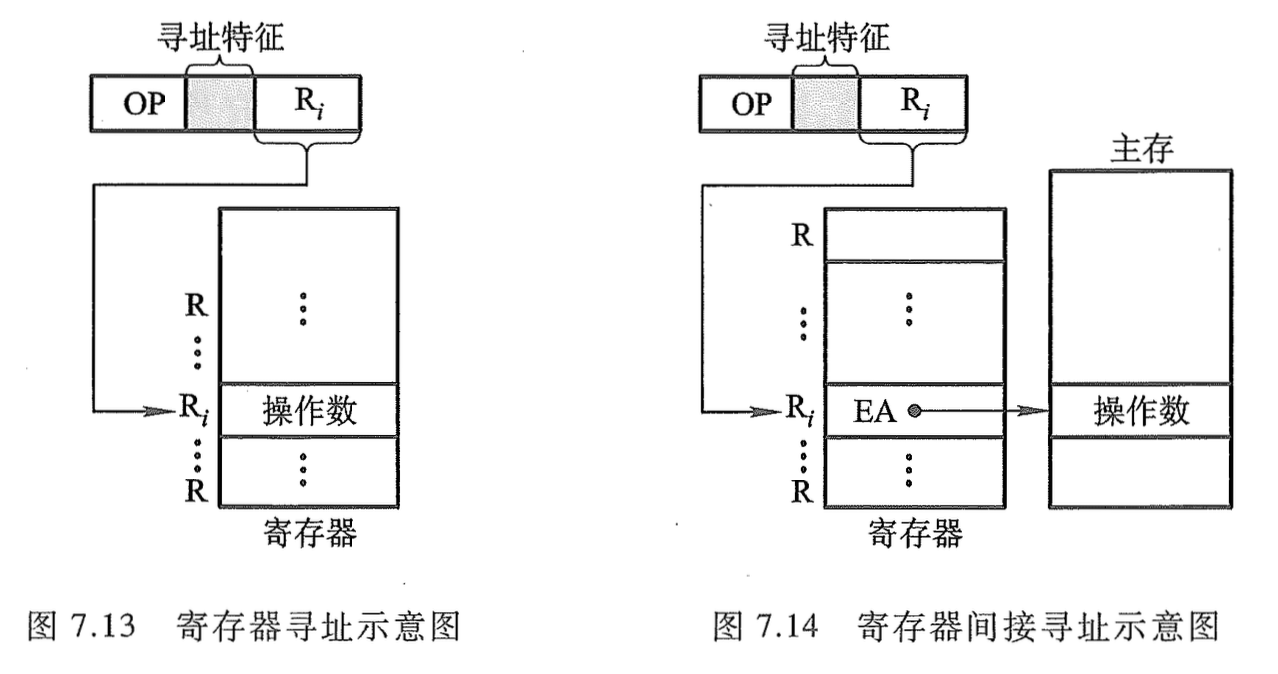 寻址特征
OP
R_i
R
R_i
操作数
R
寄存器
图 7.13 寄存器寻址示意图
寻址特征
OP
R_i
主存
R
R_i
EA
操作数
R
寄存器
图 7.14 寄存器间接寻址示意图